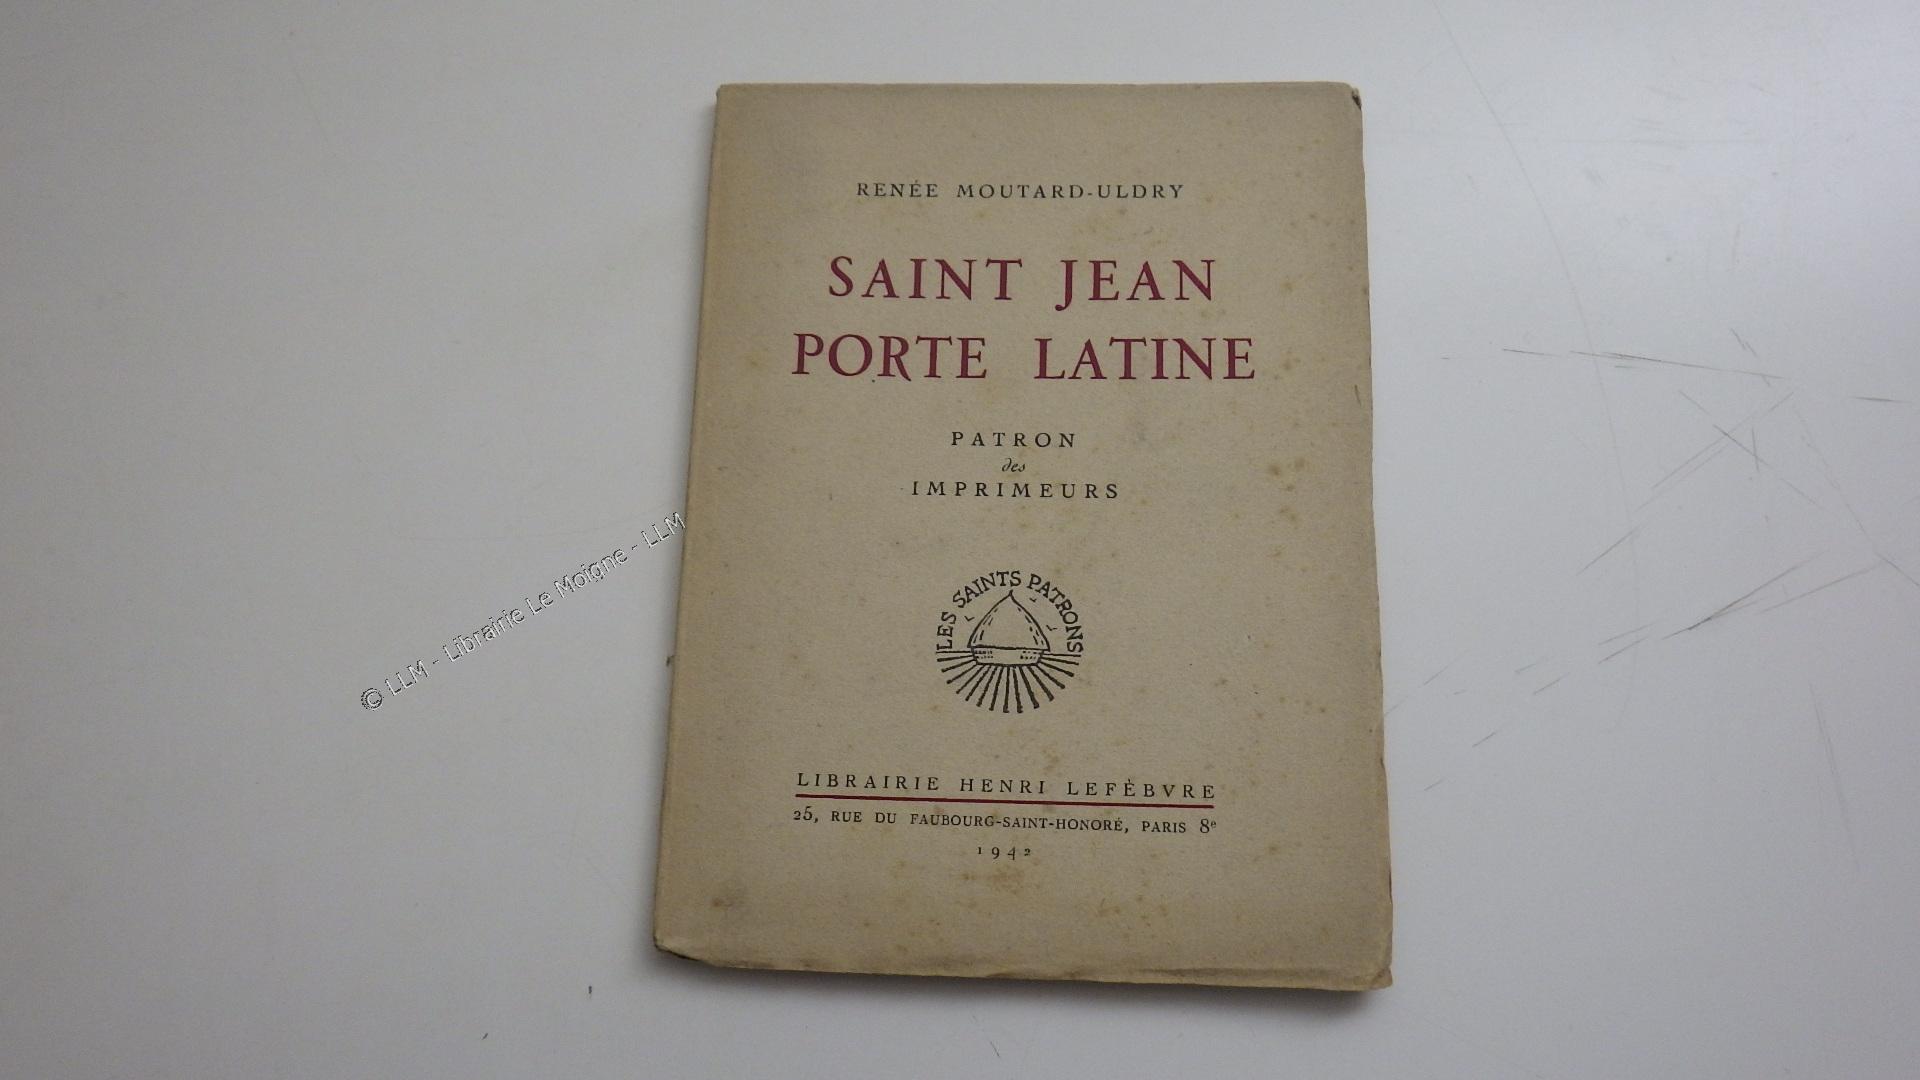 RENÉE MOUTARD-ULDRY
SAINT JEAN
PORTE LATINE
PATRON
des
IMPRIMEURS
LES SAINTS PATRONS
LIBRAIRIE HENRI LEFÈBVRE
25, RUE DU FAUBOURG-SAINT-HONORÉ, PARIS 8e
1942
© LLM - Librairie Le Moigne - LLM